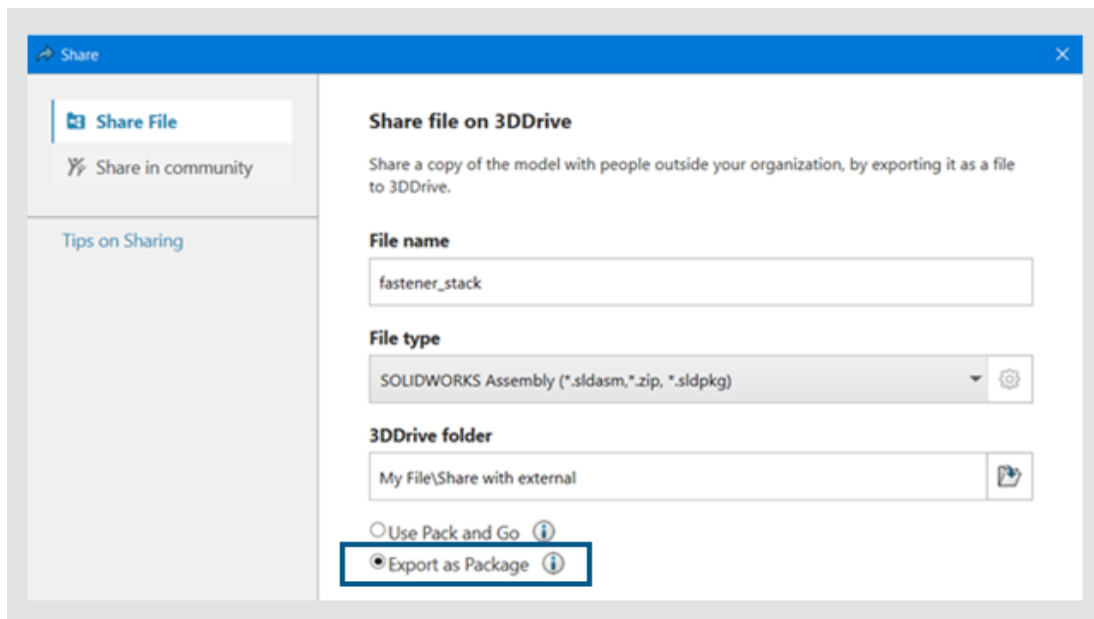 Share
Share File
Share in community
Tips on Sharing
Share file on 3DDrive
Share a copy of the model with people outside your organization, by exporting it as a file
to 3DDrive.
File name
fastener_stack
File type
SOLIDWORKS Assembly (*.sldasm,*.zip, *.sldpkg)
3DDrive folder
My File\Share with external
Use Pack and Go
Export as Package